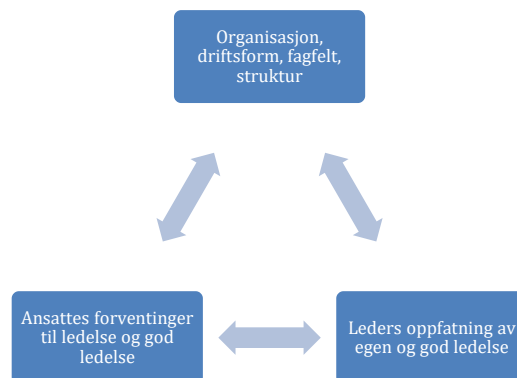 Organisasjon,
driftsform, fagfelt,
struktur
Ansattes forventinger
til ledelse og god
ledelse
Leders oppfatning av
egen og god ledelse